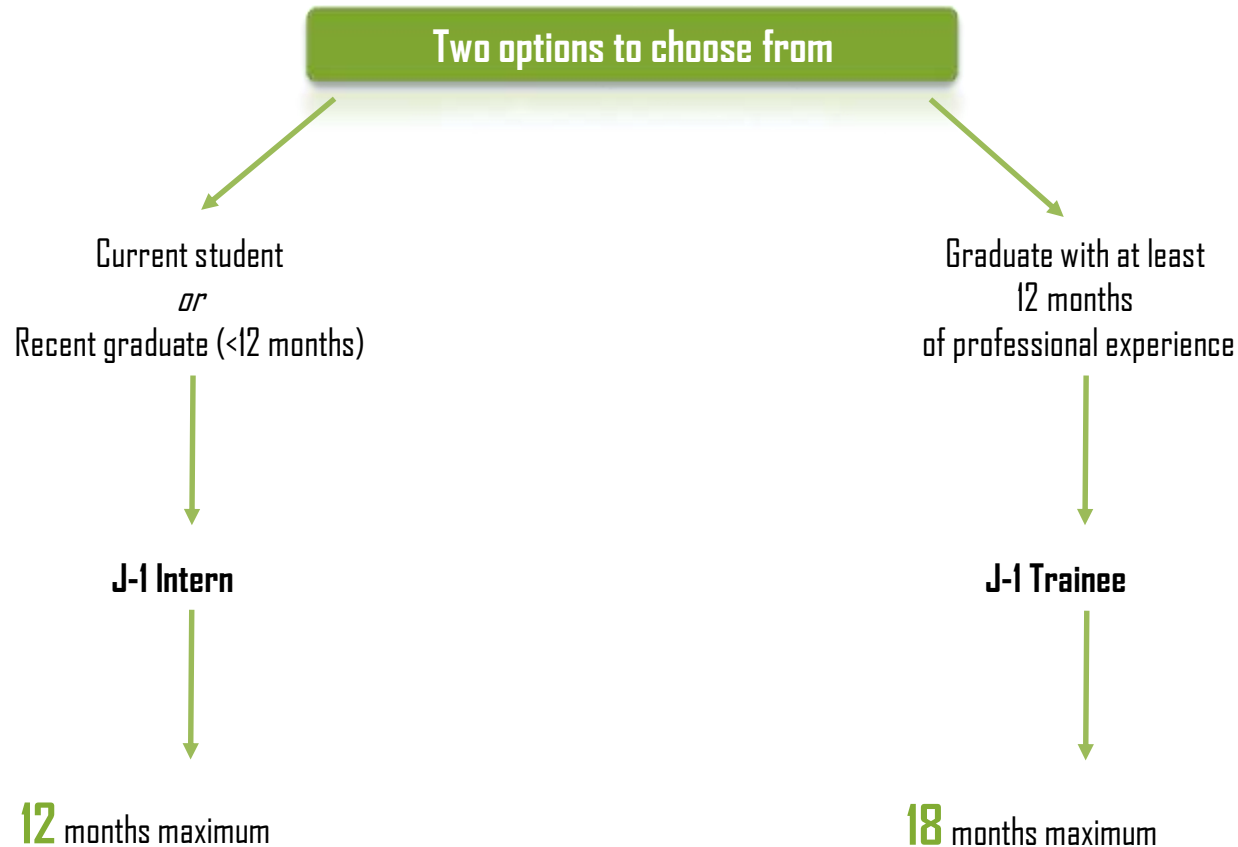 Two options to choose from
Current student
or
Recent graduate (<12 months)
Graduate with at least
12 months
of professional experience
J-1 Intern
J-1 Trainee
12 months maximum
18 months maximum